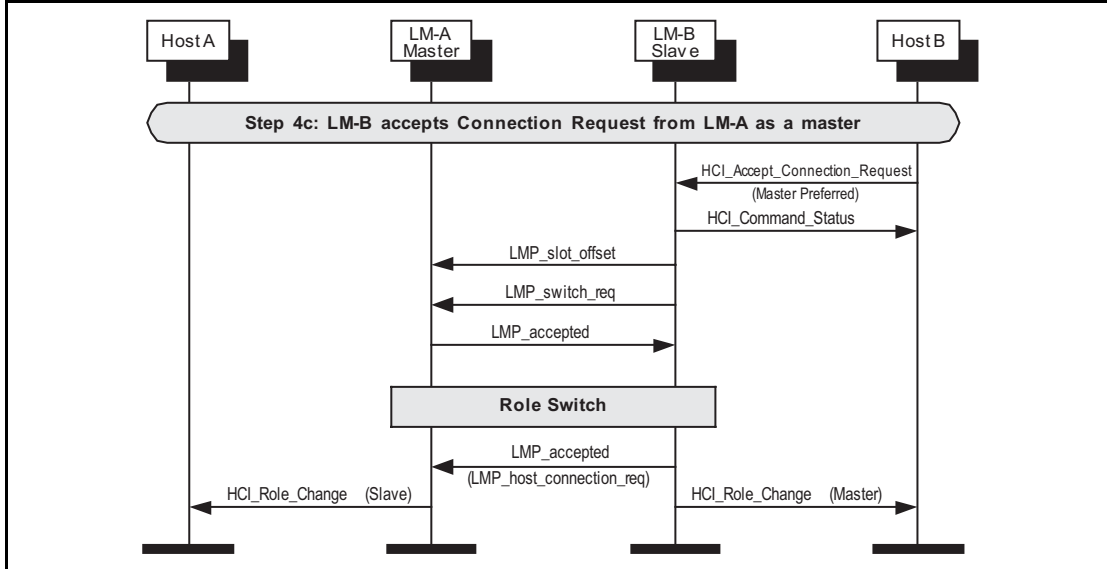 Host A
LM-A
Master
LM-B
Slave
Host B
Step 4c: LM-B accepts Connection Request from LM-A as a master
HCI_Accept_Connection_Request
(Master Preferred)
HCI_Command_Status
LMP_slot_offset
LMP_switch_req
LMP_accepted
Role Switch
LMP_accepted
(LMP_host_connection_req)
HCI_Role_Change (Slave)
HCI_Role_Change (Master)